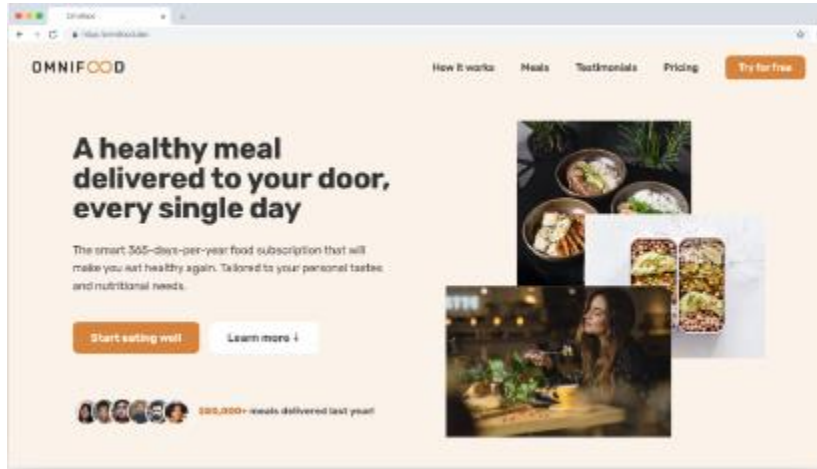 Omnifood
OMNIFOOD
How it works
Meals
Testimonials
Pricing
Try for free
A healthy meal
delivered to your door,
every single day
The smart 365-days-per-year food subscription that will
make you eat healthy again. Tailored to your personal tastes
and nutritional needs.
Start eating well
Learn more ↓
meals delivered last year!